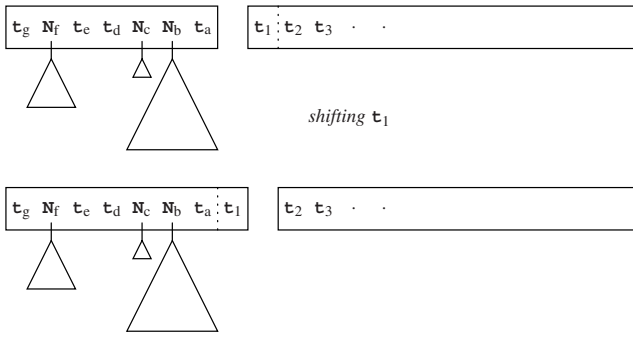 t_g N_f t_e t_d N_c N_b t_a t_1 t_2 t_3 · ·
shifting t_1
t_g N_f t_e t_d N_c N_b t_a t_1 t_2 t_3 · ·